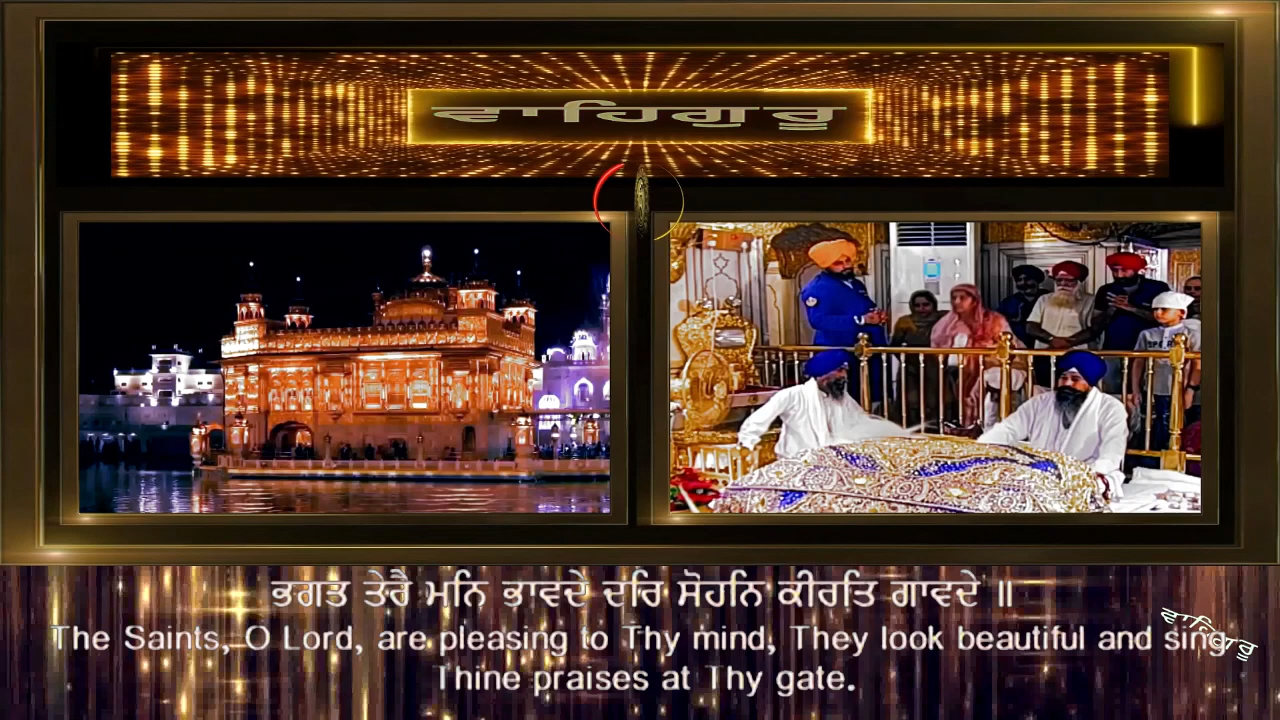 ਵਾਹਿਗੁਰੂ
ਭਗਤ ਤੇਰੈ ਮਨਿ ਭਾਵਦੇ ਦਰਿ ਸੋਹਨਿ ਕੀਰਤਿ ਗਾਵਦੇ ॥
The Saints, O Lord, are pleasing to Thy mind, They look beautiful and sing
Thine praises at Thy gate.
ਵਾਹਿਗੁਰੂ॥